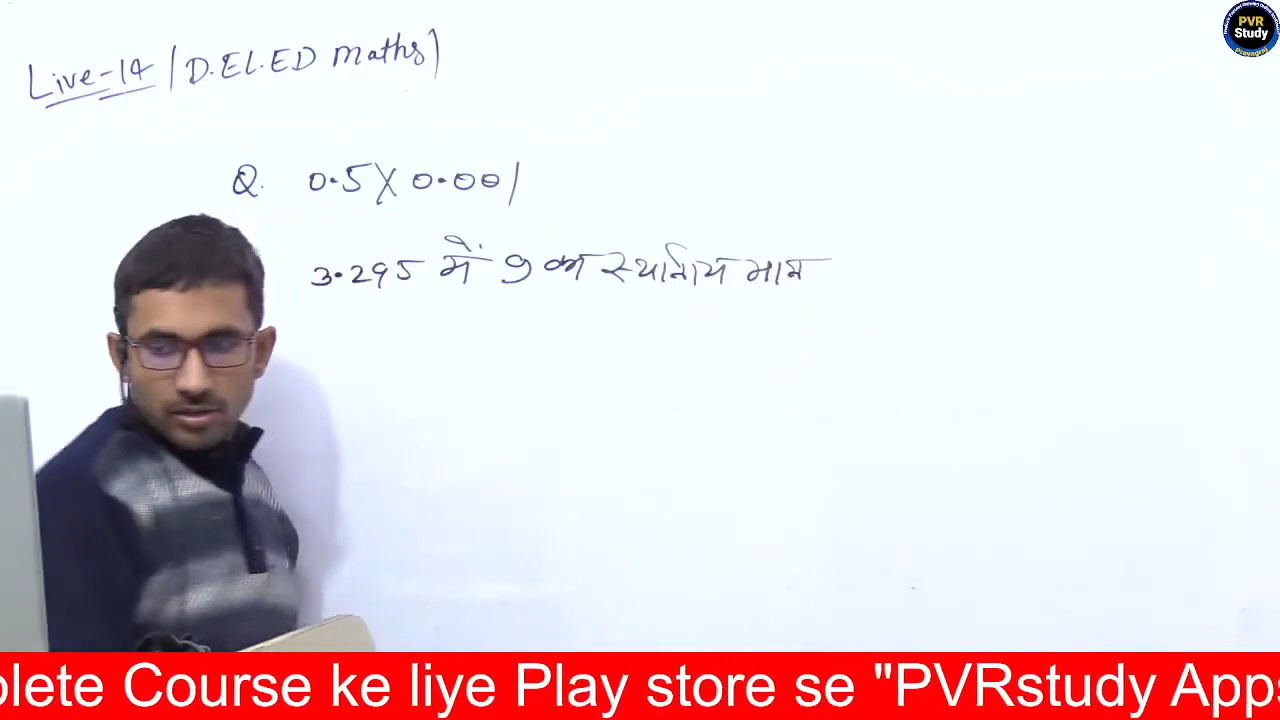 Live-14 / D.EL.ED Maths)
Q. 0.5 X 0.001
3.295 में 9 का स्थानिय मान
PVR
Study
Prayagraj
plete Course ke liye Play store se "PVRstudy Apps